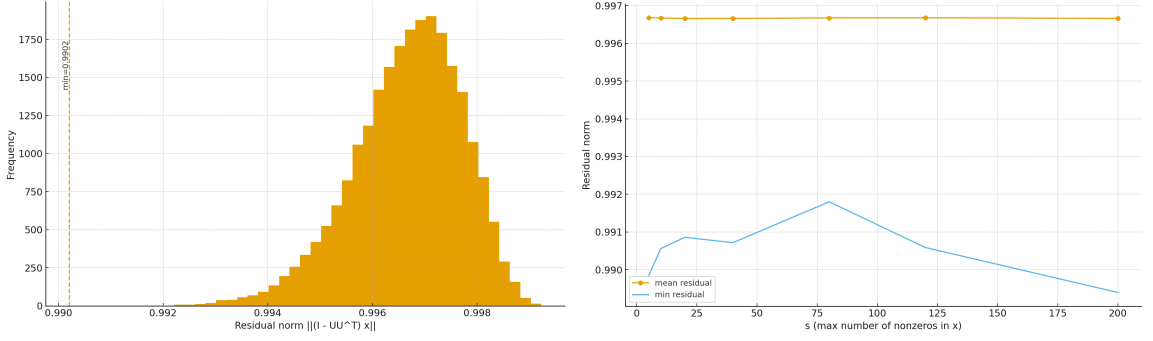 1750
1500
1250
1000
750
500
250
0
Frequency
min=0.9902
0.990 0.992 0.994 0.996 0.998
Residual norm ||(I - UU^T) x||
0.997
0.996
0.995
0.994
0.993
0.992
0.991
0.990
Residual norm
mean residual
min residual
0 25 50 75 100 125 150 175 200
s (max number of nonzeros in x)